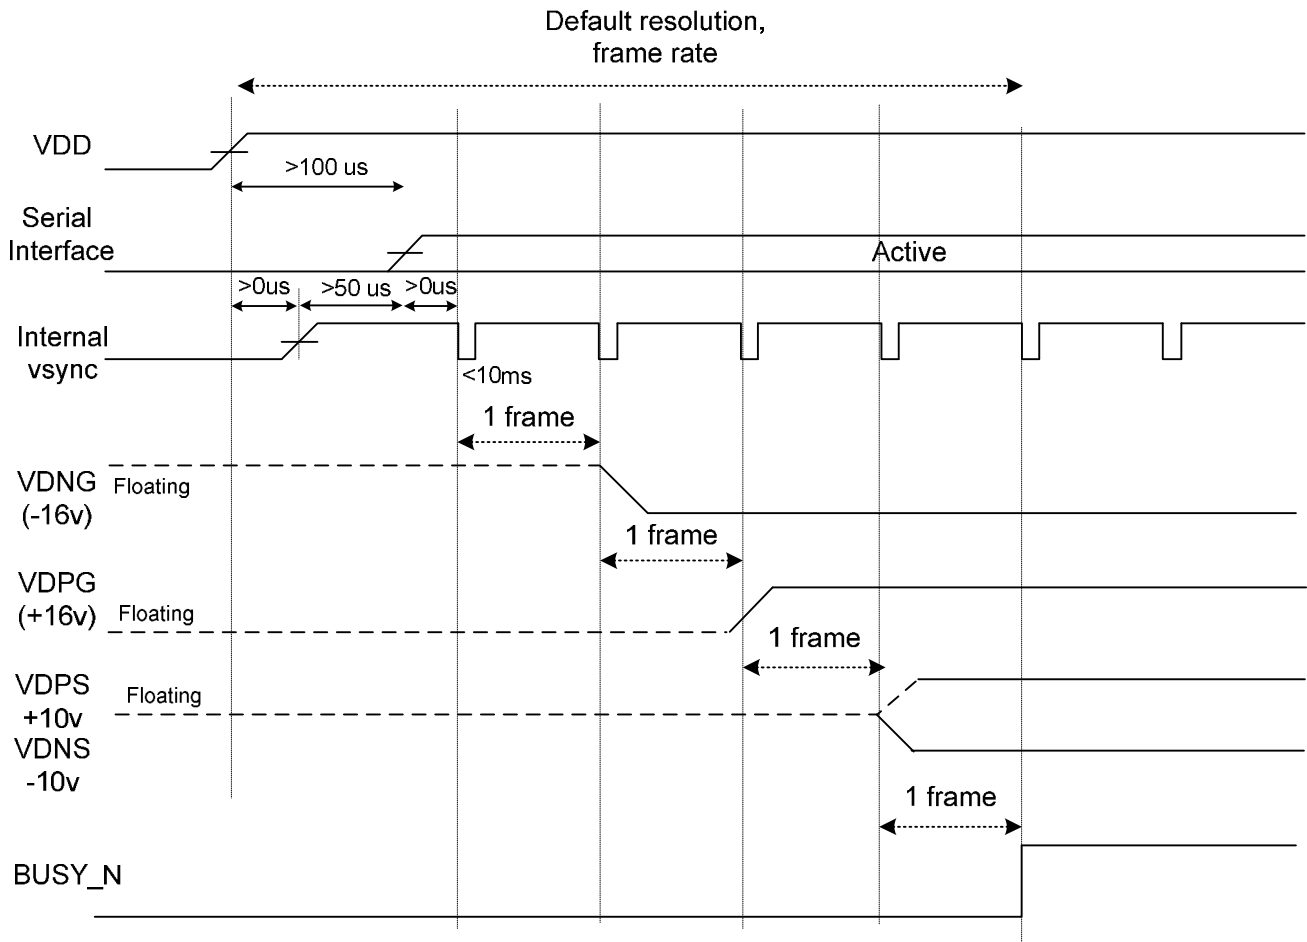 Default resolution,
frame rate
VDD
>100 us
Serial
Interface
Active
>0us
>50 us
>0us
Internal
vsync
<10ms
1 frame
VDNG
(-16v)
Floating
1 frame
VDPG
(+16v)
Floating
1 frame
VDPS
+10v
Floating
VDNS
-10v
1 frame
BUSY_N